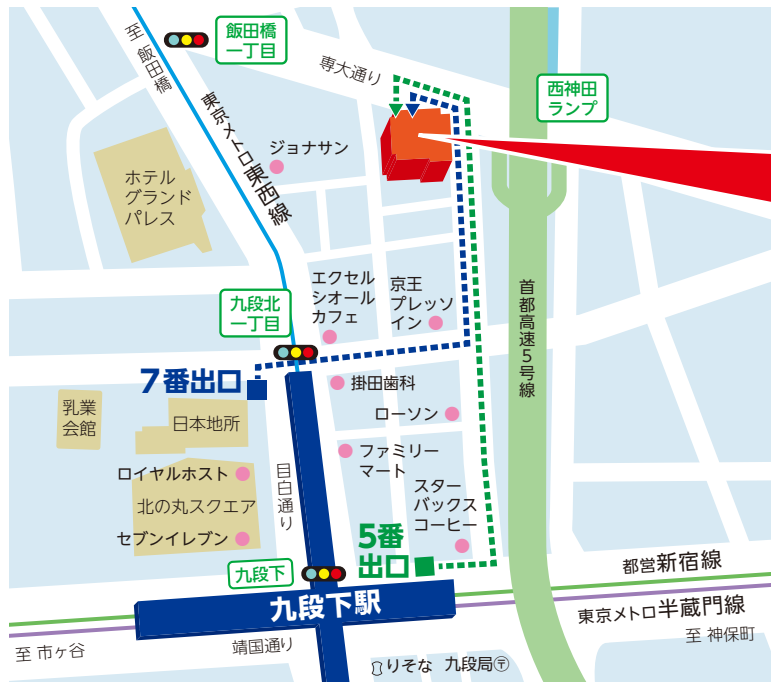 至 飯田橋
飯田橋
一丁目
専大通り
西神田
ランプ
東京メトロ東西線
ジョナサン
ホテル
グランド
パレス
エクセル
シオール
カフェ
京王
プレッソ
イン
首都高速5号線
九段北
一丁目
7番出口
掛田歯科
ローソン
乳業
会館
日本地所
ファミリー
マート
ロイヤルホスト
北の丸スクエア
セブンイレブン
目白通り
スター
バックス
コーヒー
5番
出口
九段下
九段下駅
都営新宿線
東京メトロ半蔵門線
至 神保町
至 市ヶ谷
靖国通り
りそな
九段局〶